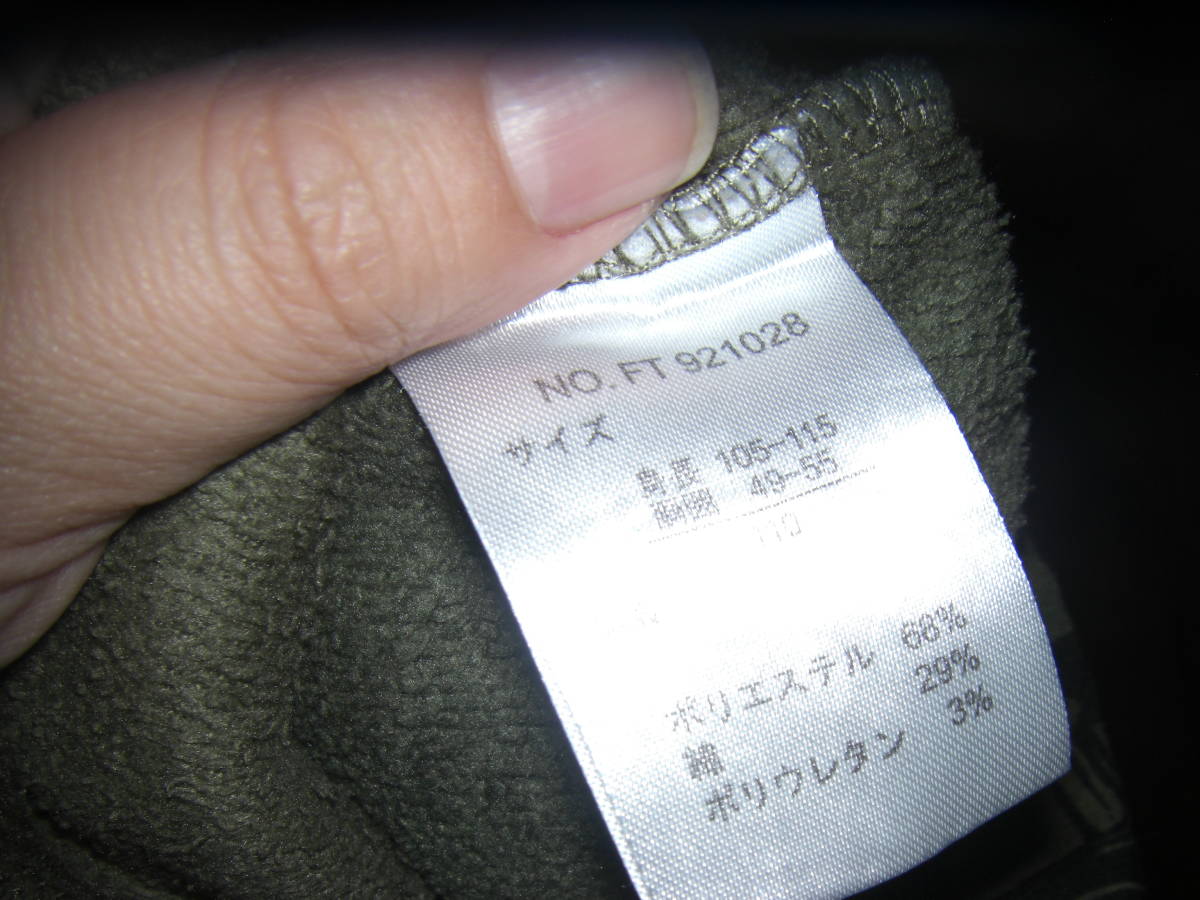 NO. FT 921028
サイズ
身長 105-115
胴囲 49-55
110
ポリエステル 68%
綿 29%
ポリウレタン 3%